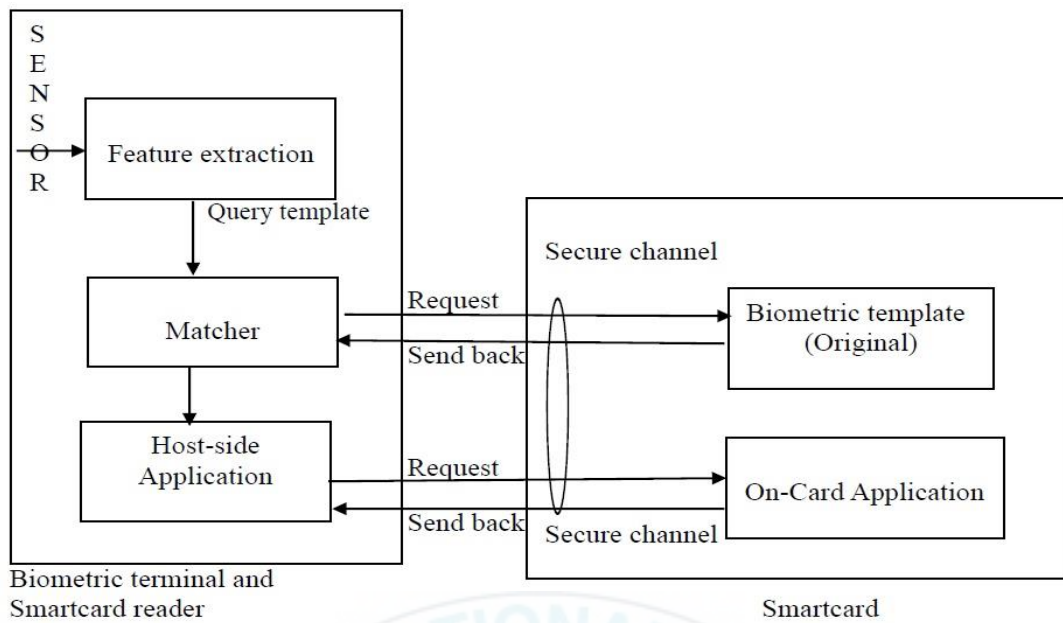 SENSOR
Feature extraction
Query template
Secure channel
Request
Biometric template
(Original)
Matcher
Send back
Host-side
Application
Request
On-Card Application
Send back
Secure channel
Biometric terminal and
Smartcard reader
Smartcard